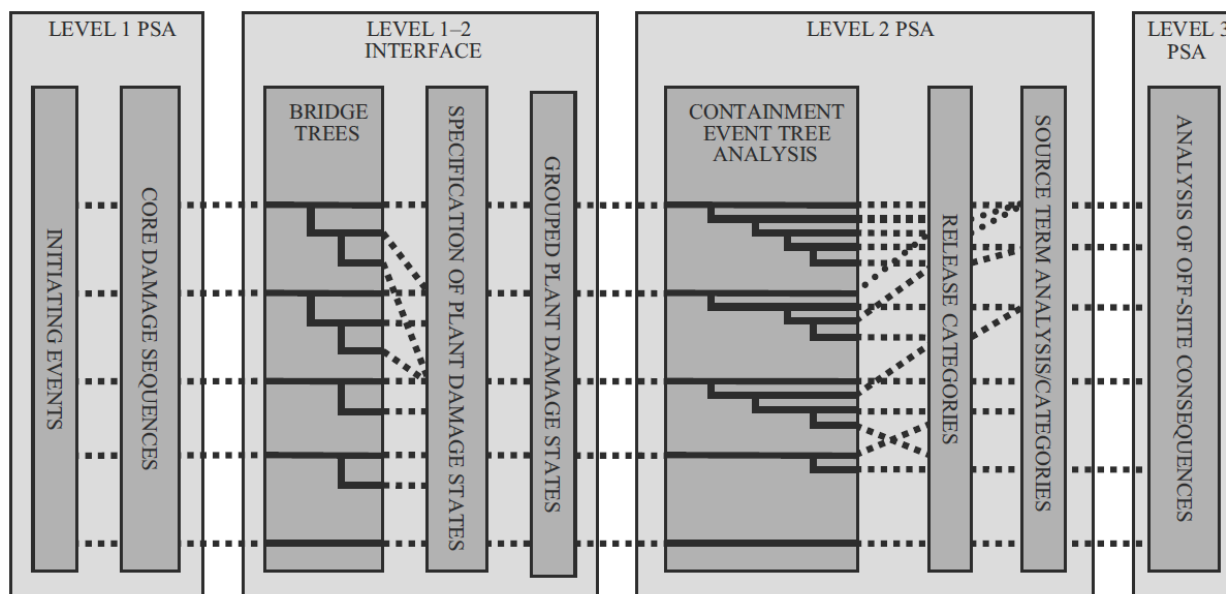 LEVEL 1 PSA
INITIATING EVENTS
CORE DAMAGE SEQUENCES
LEVEL 1–2
INTERFACE
BRIDGE
TREES
SPECIFICATION OF PLANT DAMAGE STATES
GROUPED PLANT DAMAGE STATES
LEVEL 2 PSA
CONTAINMENT
EVENT TREE
ANALYSIS
RELEASE CATEGORIES
SOURCE TERM ANALYSIS/CATEGORIES
LEVEL 3
PSA
ANALYSIS OF OFF-SITE CONSEQUENCES